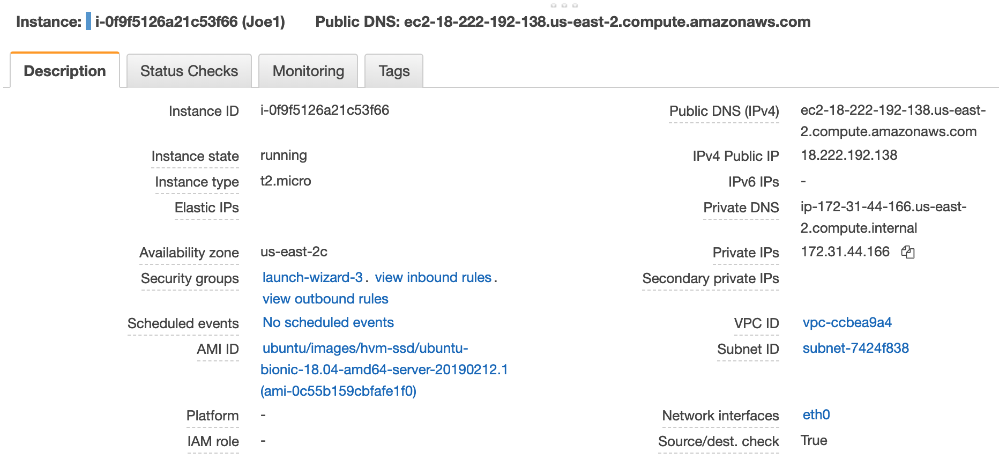 Instance: i-0f9f5126a21c53f66 (Joe1) Public DNS: ec2-18-222-192-138.us-east-2.compute.amazonaws.com
Description Status Checks Monitoring Tags
Instance ID i-0f9f5126a21c53f66
Instance state running
Instance type t2.micro
Elastic IPs
Availability zone us-east-2c
Security groups launch-wizard-3. view inbound rules.
view outbound rules
Scheduled events No scheduled events
AMI ID ubuntu/images/hvm-ssd/ubuntu-
bionic-18.04-amd64-server-20190212.1
(ami-0c55b159cbfafe1f0)
Platform -
IAM role -
Public DNS (IPv4) ec2-18-222-192-138.us-east-
2.compute.amazonaws.com
IPv4 Public IP 18.222.192.138
IPv6 IPs -
Private DNS ip-172-31-44-166.us-east-
2.compute.internal
Private IPs 172.31.44.166
Secondary private IPs
VPC ID vpc-ccbea9a4
Subnet ID subnet-7424f838
Network interfaces eth0
Source/dest. check True